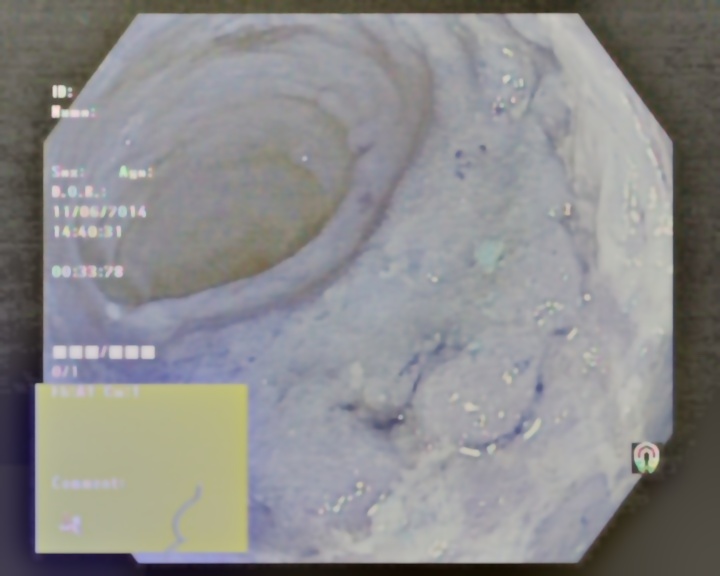 ID:
Name:
Sex: Age:
D.O.B.:
11/06/2014
14:40:31
00:33:78
■■■/■■■
0/1
Comment: